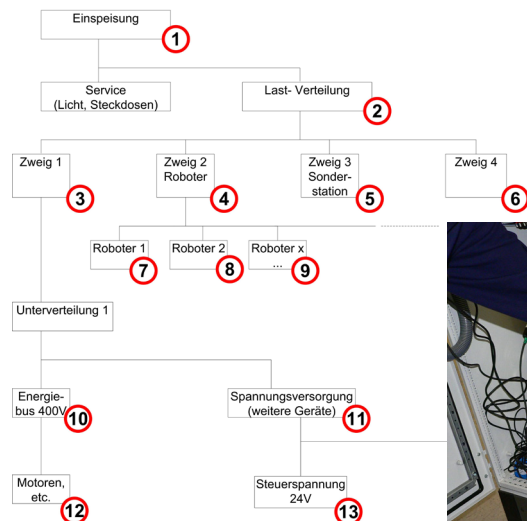 Einspeisung
1
Service
(Licht, Steckdosen)
Last- Verteilung
2
Zweig 1
3
Zweig 2
Roboter
4
Zweig 3
Sonder-
station
5
Zweig 4
6
Roboter 1
7
Roboter 2
8
Roboter x
...
9
Unterverteilung 1
Energie-
bus 400V
10
Spannungsversorgung
(weitere Geräte)
11
Motoren,
etc.
12
Steuerspannung
24V
13